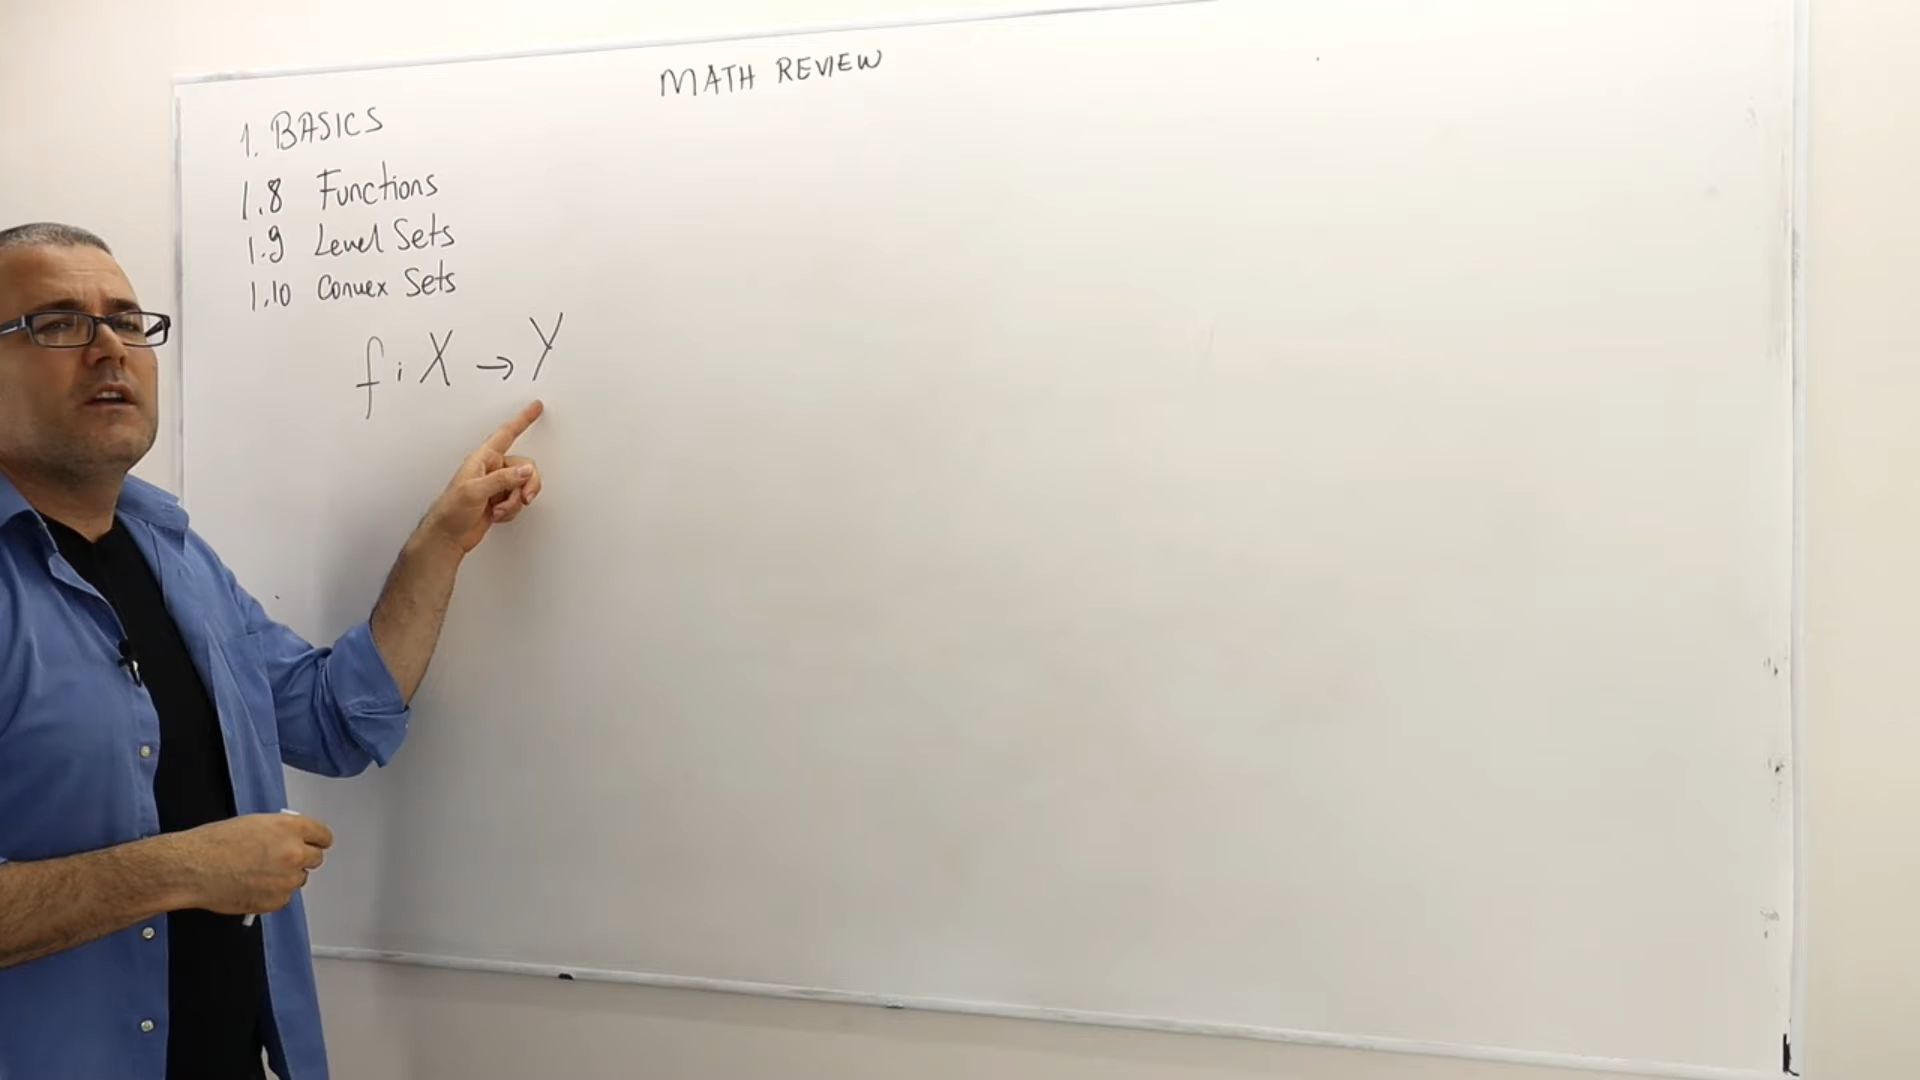 MATH REVIEW
1. BASICS
1.8 Functions
1.9 Level Sets
1.10 Convex Sets
f: X → Y